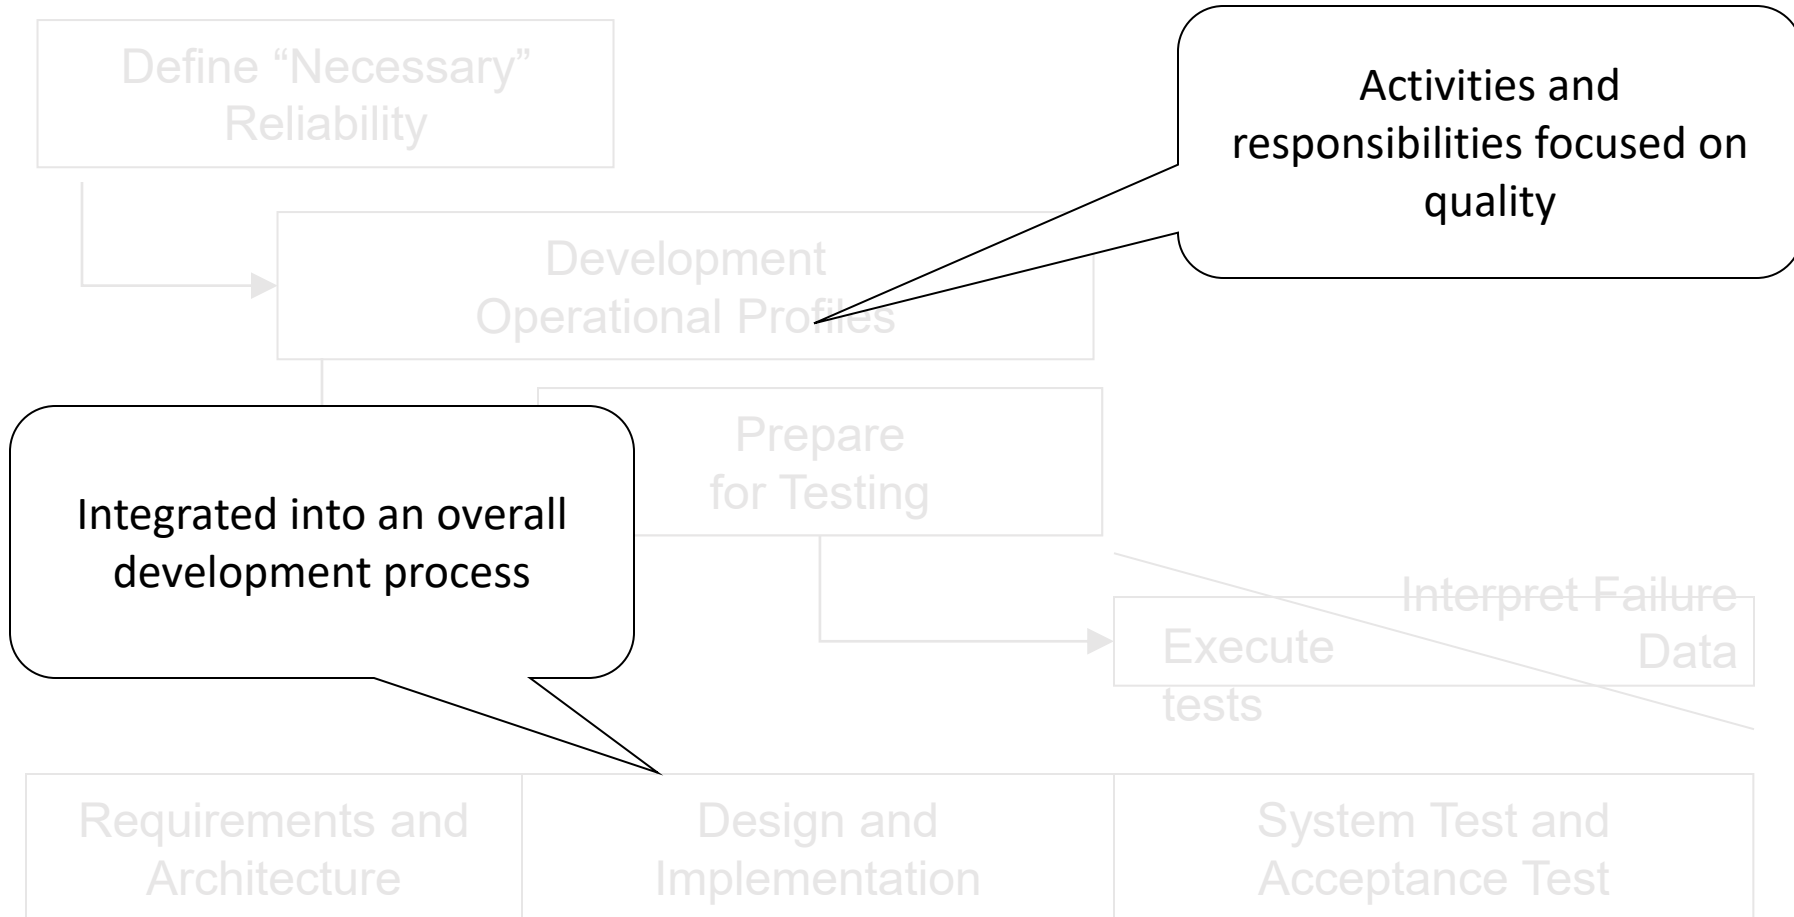 Define “Necessary”
Reliability
Activities and
responsibilities focused on
quality
Development
Operational Profiles
Prepare
for Testing
Integrated into an overall
development process
Interpret Failure
Data
Execute
tests
Requirements and
Architecture
Design and
Implementation
System Test and
Acceptance Test